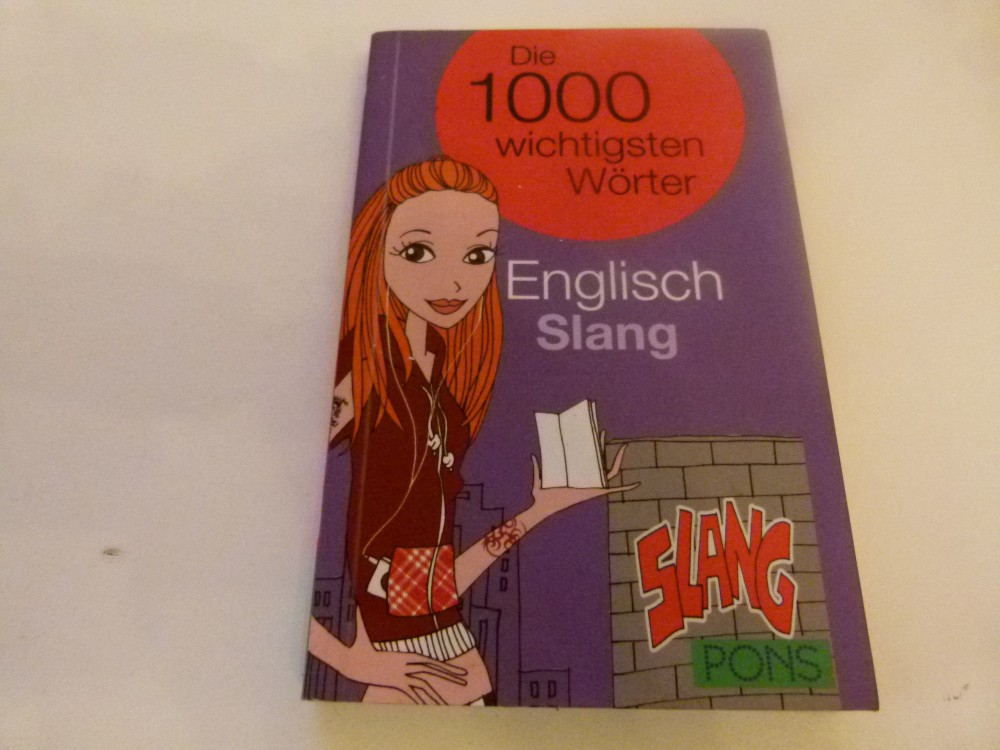 Die
1000
wichtigsten
Wörter
Englisch
Slang
SLANG
PONS